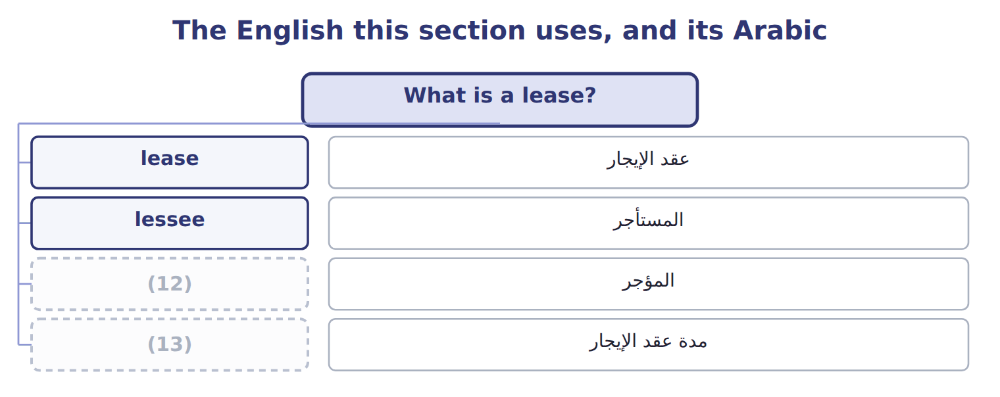 The English this section uses, and its Arabic
What is a lease?
lease
عقد الإيجار
lessee
المستأجر
(12)
المؤجر
(13)
مدة عقد الإيجار